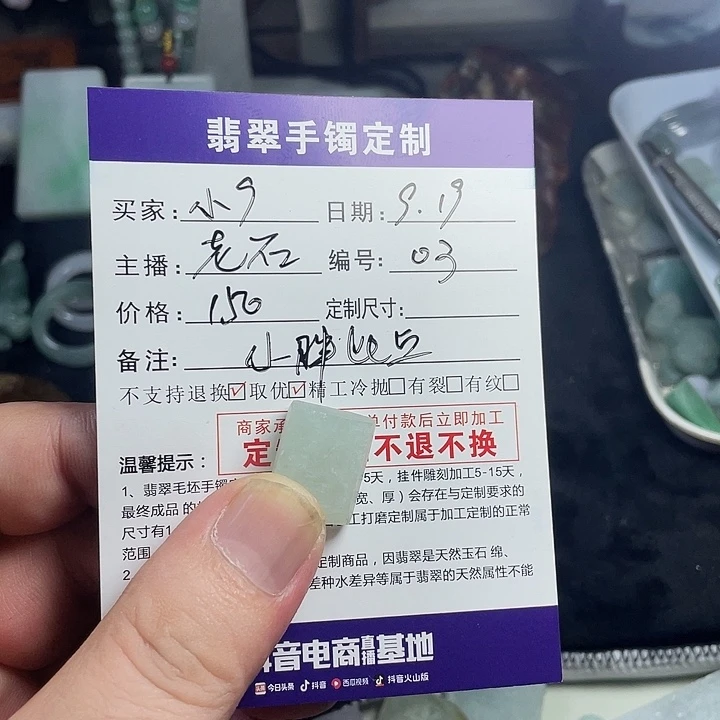 翡翠手镯定制
买家：小9 日期：9.19
主播：老石 编号：03
价格：150 定制尺寸：
备注：
不支持退换☑取优☑精工冷抛□有裂□有纹□
商家承 单付款后立即加工
定 不退不换
温馨提示：
1、翡翠毛坯手镯 5天，挂件雕刻加工5-15天，
最终成品的 宽、厚）会存在与定制要求的
尺寸有1 工打磨定制属于加工定制的正常
范围
2 定制商品，因翡翠是天然玉石 绵、
差种水差异等属于翡翠的天然属性不能
抖音电商直播基地
今日头条 抖音 西瓜视频 抖音火山版